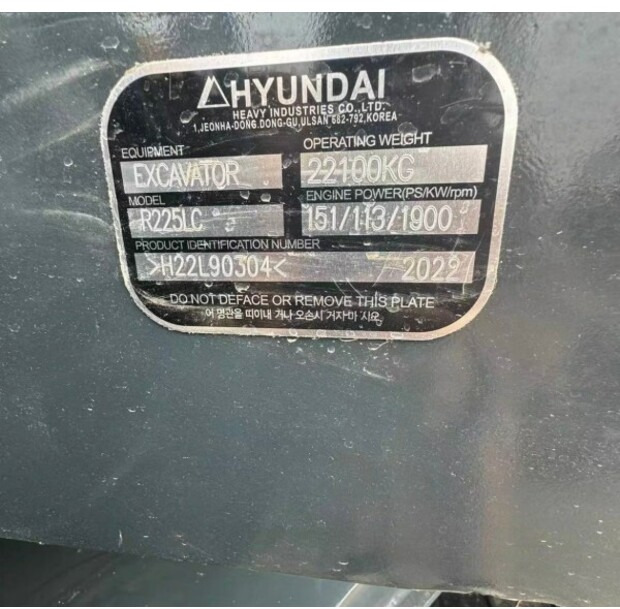 HYUNDAI
HEAVY INDUSTRIES CO., LTD.
1,JEONHA-DONG.DONG-GU,ULSAN 682-792,KOREA
EQUIPMENT
OPERATING WEIGHT
EXCAVATOR
22100KG
MODEL
ENGINE POWER(PS/KW/rpm)
R225LC
151/113/1900
PRODUCT IDENTIFICATION NUMBER
>H22L90304<
DO NOT DEFACE OR REMOVE THIS PLATE